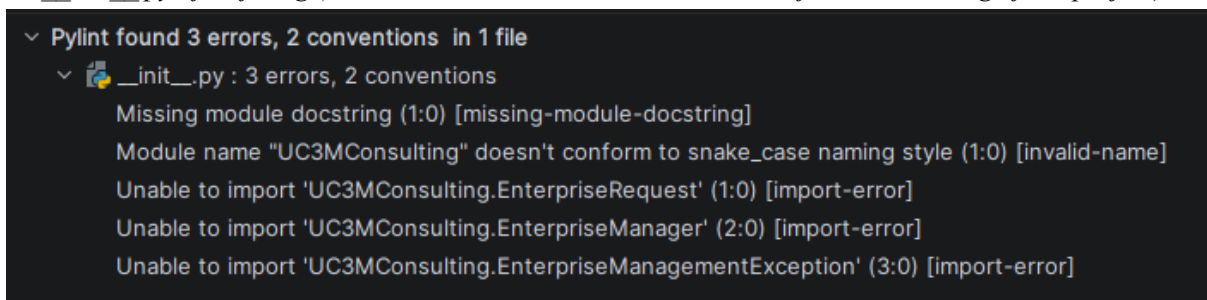 Pylint found 3 errors, 2 conventions in 1 file
__init__.py : 3 errors, 2 conventions
Missing module docstring (1:0) [missing-module-docstring]
Module name "UC3MConsulting" doesn't conform to snake_case naming style (1:0) [invalid-name]
Unable to import 'UC3MConsulting.EnterpriseRequest' (1:0) [import-error]
Unable to import 'UC3MConsulting.EnterpriseManager' (2:0) [import-error]
Unable to import 'UC3MConsulting.EnterpriseManagementException' (3:0) [import-error]